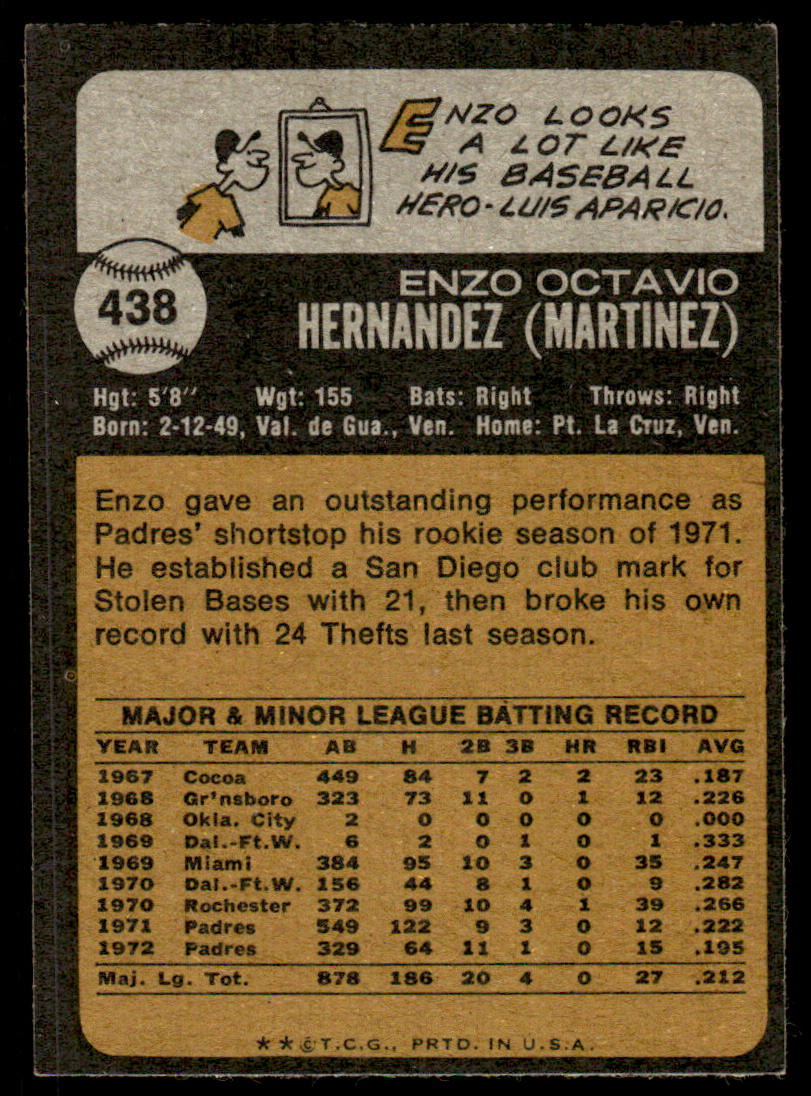 ENZO LOOKS
A LOT LIKE
HIS BASEBALL
HERO-LUIS APARICIO.
438
ENZO OCTAVIO
HERNANDEZ (MARTINEZ)
Hgt: 5'8" Wgt: 155 Bats: Right Throws: Right
Born: 2-12-49, Val. de Gua., Ven. Home: Pt. La Cruz, Ven.
Enzo gave an outstanding performance as
Padres' shortstop his rookie season of 1971.
He established a San Diego club mark for
Stolen Bases with 21, then broke his own
record with 24 Thefts last season.
MAJOR & MINOR LEAGUE BATTING RECORD
YEAR TEAM AB H 2B 3B HR RBI AVG
1967 Cocoa 449 84 7 2 2 23 .187
1968 Gr'nsboro 323 73 11 0 1 12 .226
1968 Okla. City 2 0 0 0 0 0 .000
1969 Dal.-Ft.W. 6 2 0 1 0 1 .333
1969 Miami 384 95 10 3 0 35 .247
1970 Dal.-Ft.W. 156 44 8 1 0 9 .282
1970 Rochester 372 99 10 4 1 39 .266
1971 Padres 549 122 9 3 0 12 .222
1972 Padres 329 64 11 1 0 15 .195
Maj. Lg. Tot. 878 186 20 4 0 27 .212
**©T.C.G., PRTD. IN U.S.A.